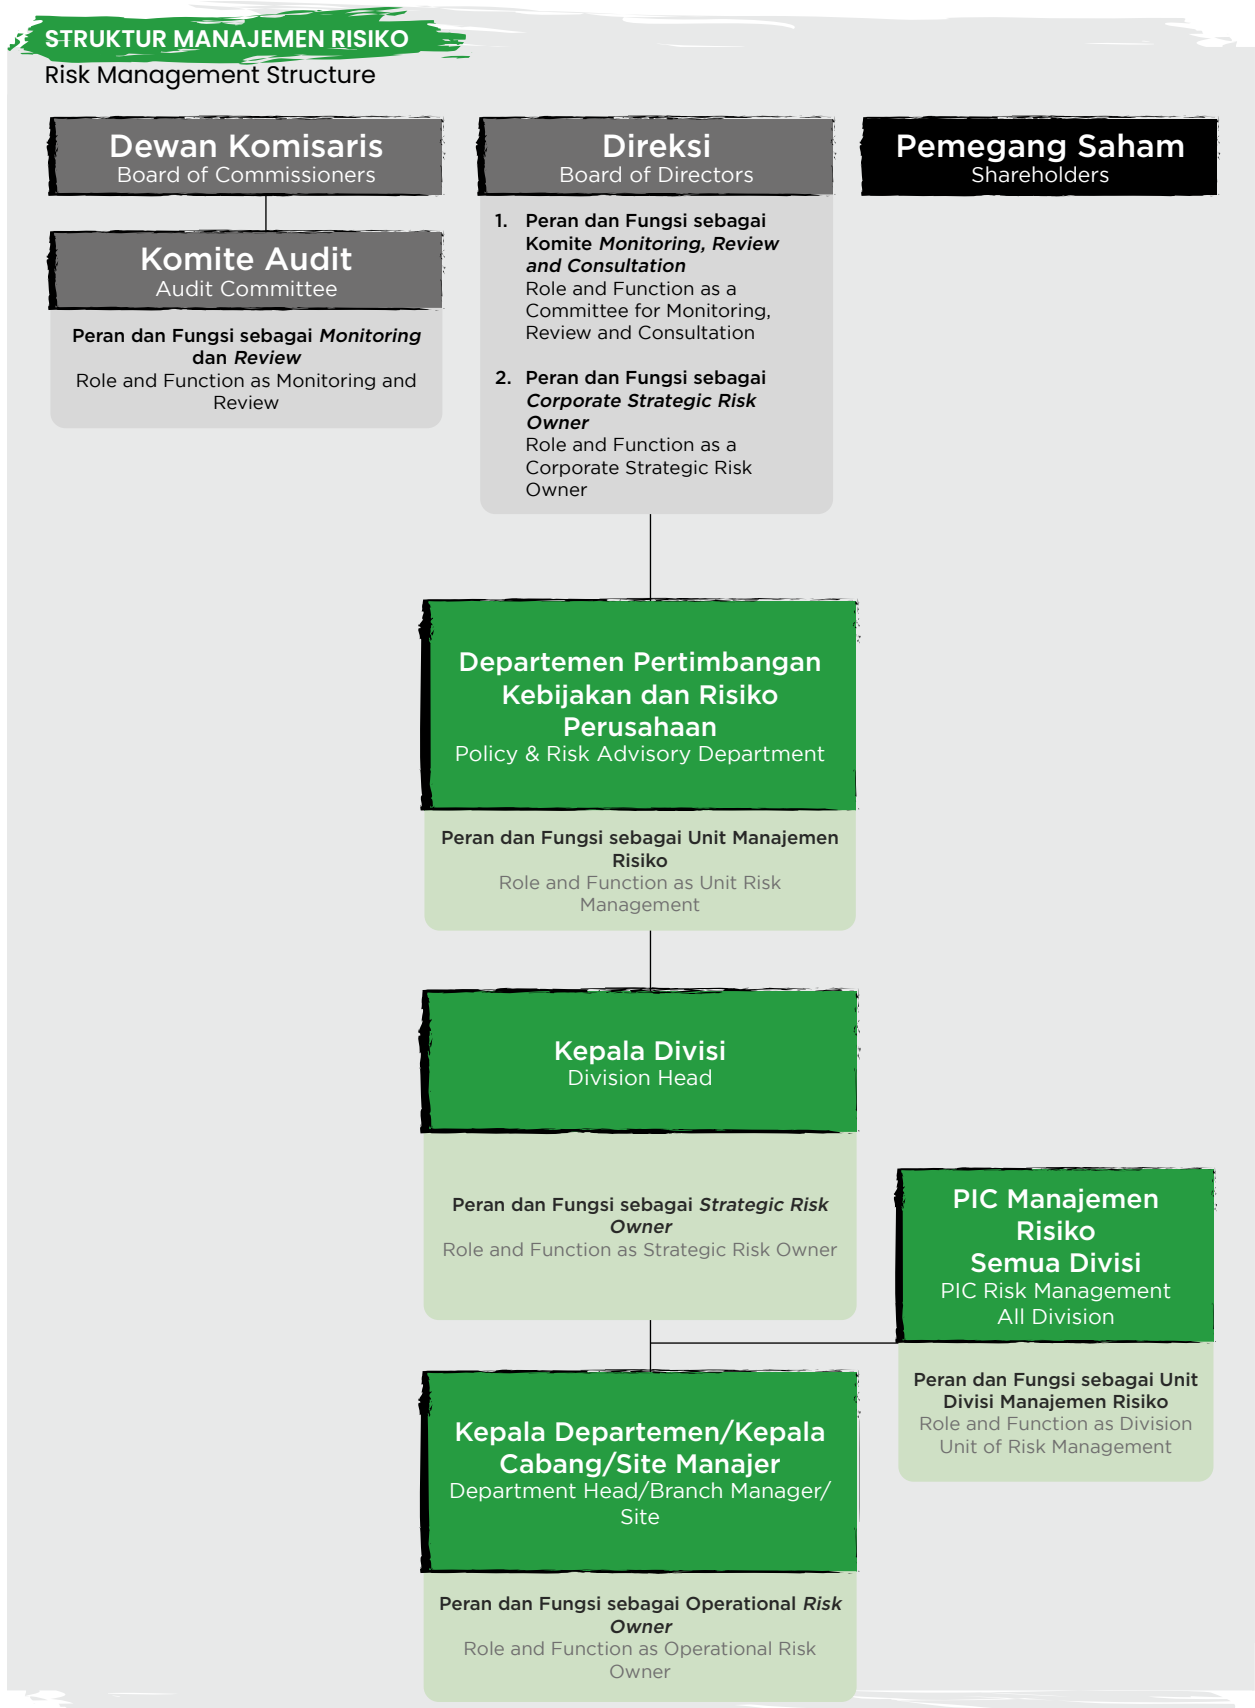 STRUKTUR MANAJEMEN RISIKO
Risk Management Structure
Dewan Komisaris
Board of Commissioners
Komite Audit
Audit Committee
Peran dan Fungsi sebagai Monitoring
dan Review
Role and Function as Monitoring and
Review
Direksi
Board of Directors
1. Peran dan Fungsi sebagai
Komite Monitoring, Review
and Consultation
Role and Function as a
Committee for Monitoring,
Review and Consultation
2. Peran dan Fungsi sebagai
Corporate Strategic Risk
Owner
Role and Function as a
Corporate Strategic Risk
Owner
Pemegang Saham
Shareholders
Departemen Pertimbangan
Kebijakan dan Risiko
Perusahaan
Policy & Risk Advisory Department
Peran dan Fungsi sebagai Unit Manajemen
Risiko
Role and Function as Unit Risk
Management
Kepala Divisi
Division Head
Peran dan Fungsi sebagai Strategic Risk
Owner
Role and Function as Strategic Risk Owner
PIC Manajemen
Risiko
Semua Divisi
PIC Risk Management
All Division
Peran dan Fungsi sebagai Unit
Divisi Manajemen Risiko
Role and Function as Division
Unit of Risk Management
Kepala Departemen/Kepala
Cabang/Site Manajer
Department Head/Branch Manager/
Site
Peran dan Fungsi sebagai Operational Risk
Owner
Role and Function as Operational Risk
Owner